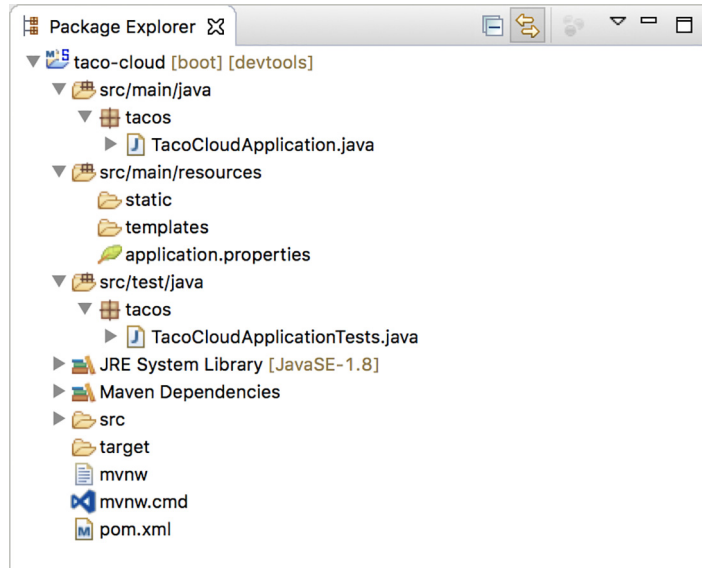 Package Explorer
taco-cloud [boot] [devtools]
src/main/java
tacos
TacoCloudApplication.java
src/main/resources
static
templates
application.properties
src/test/java
tacos
TacoCloudApplicationTests.java
JRE System Library [JavaSE-1.8]
Maven Dependencies
src
target
mvnw
mvnw.cmd
pom.xml